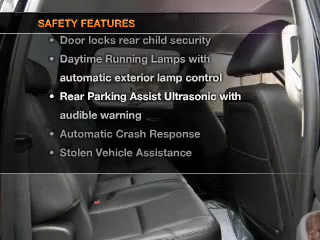 SAFETY FEATURES
• Door locks rear child security
• Daytime Running Lamps with
automatic exterior lamp control
• Rear Parking Assist Ultrasonic with
audible warning
• Automatic Crash Response
• Stolen Vehicle Assistance